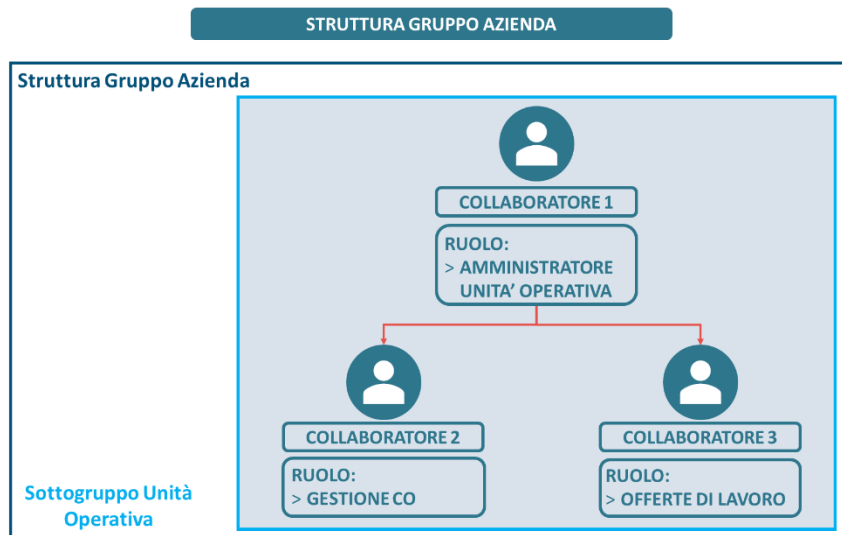 STRUTTURA GRUPPO AZIENDA
Struttura Gruppo Azienda
COLLABORATORE 1
RUOLO:
> AMMINISTRATORE
UNITA' OPERATIVA
COLLABORATORE 2
COLLABORATORE 3
RUOLO:
> GESTIONE CO
RUOLO:
> OFFERTE DI LAVORO
Sottogruppo Unità
Operativa